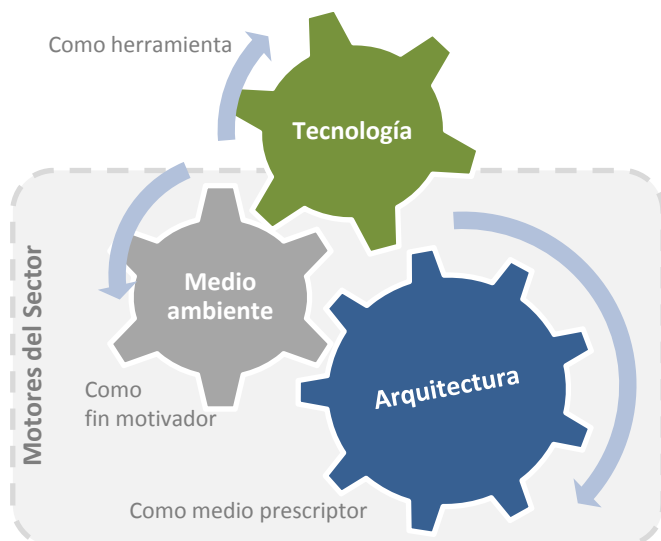 Como herramienta
Tecnología
Motores del Sector
Medio
ambiente
Como
fin motivador
Arquitectura
Como medio prescriptor